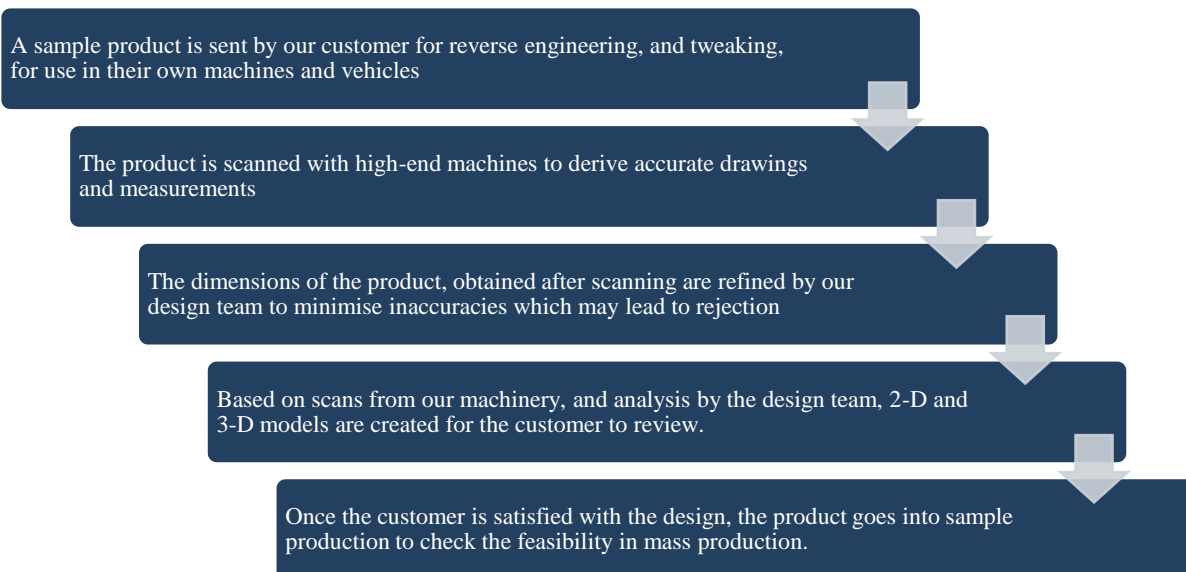 A sample product is sent by our customer for reverse engineering, and tweaking,
for use in their own machines and vehicles
The product is scanned with high-end machines to derive accurate drawings
and measurements
The dimensions of the product, obtained after scanning are refined by our
design team to minimise inaccuracies which may lead to rejection
Based on scans from our machinery, and analysis by the design team, 2-D and
3-D models are created for the customer to review.
Once the customer is satisfied with the design, the product goes into sample
production to check the feasibility in mass production.